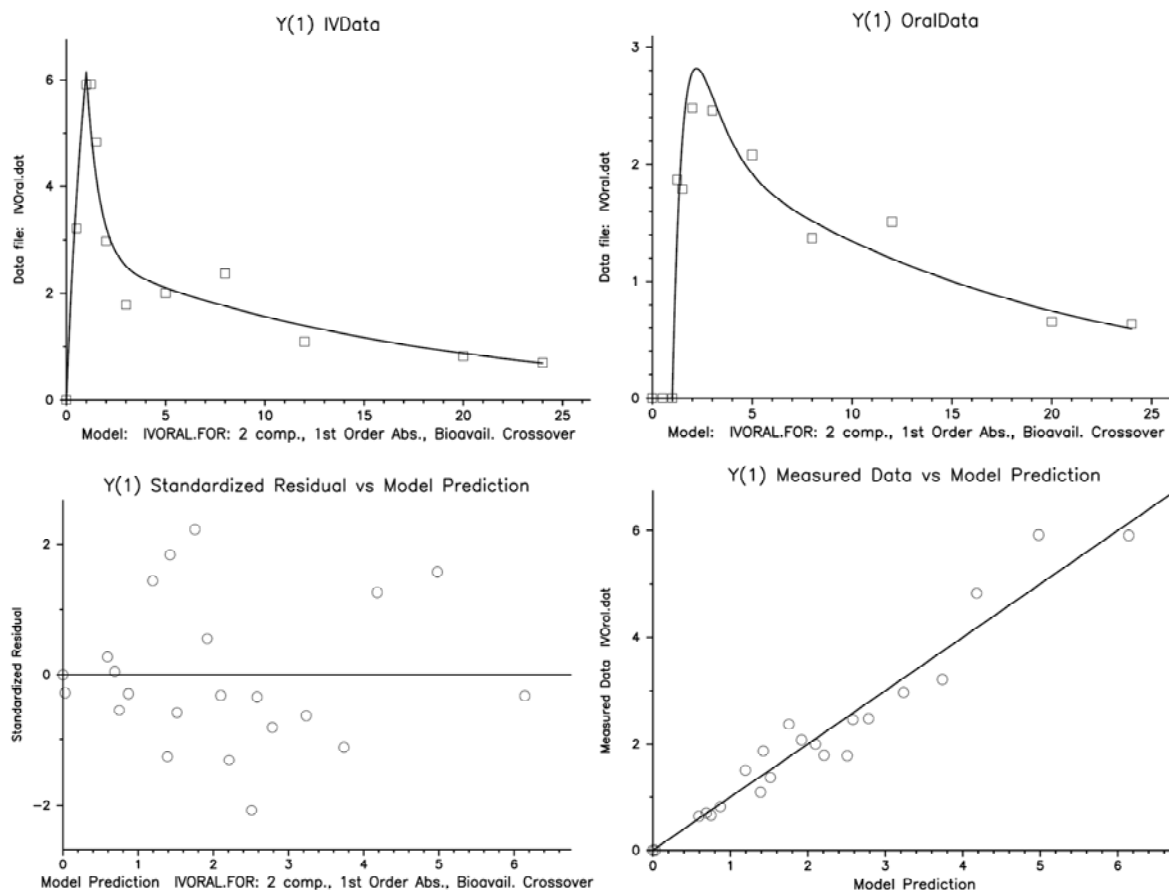 Y(1) IVData
6
4
2
0
Data file: IVOral.dat
0 5 10 15 20 25
Model: IVORAL.FOR: 2 comp., 1st Order Abs., Bioavail. Crossover
Y(1) OralData
3
2
1
0
Data file: IVOral.dat
0 5 10 15 20 25
Model: IVORAL.FOR: 2 comp., 1st Order Abs., Bioavail. Crossover
Y(1) Standardized Residual vs Model Prediction
2
0
−2
Standardized Residual
0 1 2 3 4 5 6
Model Prediction IVORAL.FOR: 2 comp., 1st Order Abs., Bioavail. Crossover
Y(1) Measured Data vs Model Prediction
6
4
2
0
Measured Data IVOral.dat
0 1 2 3 4 5 6
Model Prediction